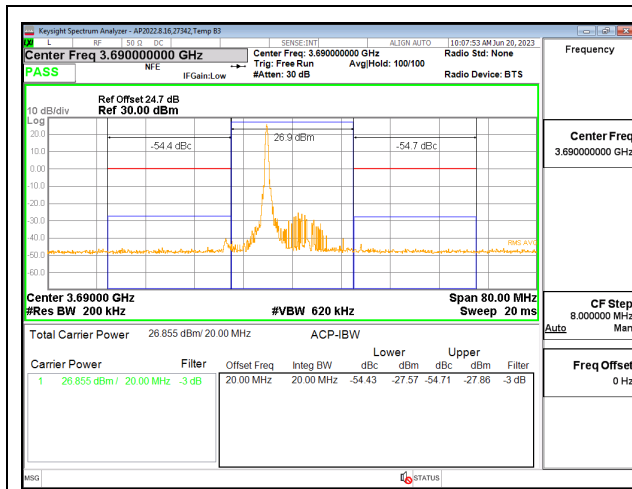 Keysight Spectrum Analyzer - AP2022.8.16,27342,Temp B3
LXI L RF 50 Ω DC SENSE:INT ALIGN AUTO 10:07:53 AM Jun 20, 2023
Center Freq 3.690000000 GHz
PASS
NFE
IFGain:Low
Center Freq: 3.690000000 GHz
Trig: Free Run Avg|Hold: 100/100
#Atten: 30 dB
Radio Std: None
Radio Device: BTS
Ref Offset 24.7 dB
10 dB/div Ref 30.00 dBm
Log
20.0
10.0
0.00
-10.0
-20.0
-30.0
-40.0
-50.0
-60.0
-54.4 dBc
26.9 dBm
-54.7 dBc
RMS AVG
Center 3.69000 GHz Span 80.00 MHz
#Res BW 200 kHz #VBW 620 kHz Sweep 20 ms
Total Carrier Power 26.855 dBm/ 20.00 MHz ACP-IBW
Lower Upper
Carrier Power Filter Offset Freq Integ BW dBc dBm dBc dBm Filter
1 26.855 dBm / 20.00 MHz -3 dB 20.00 MHz 20.00 MHz -54.43 -27.57 -54.71 -27.86 -3 dB
MSG STATUS
Frequency
Center Freq
3.690000000 GHz
CF Step
8.000000 MHz
Auto Man
Freq Offset
0 Hz